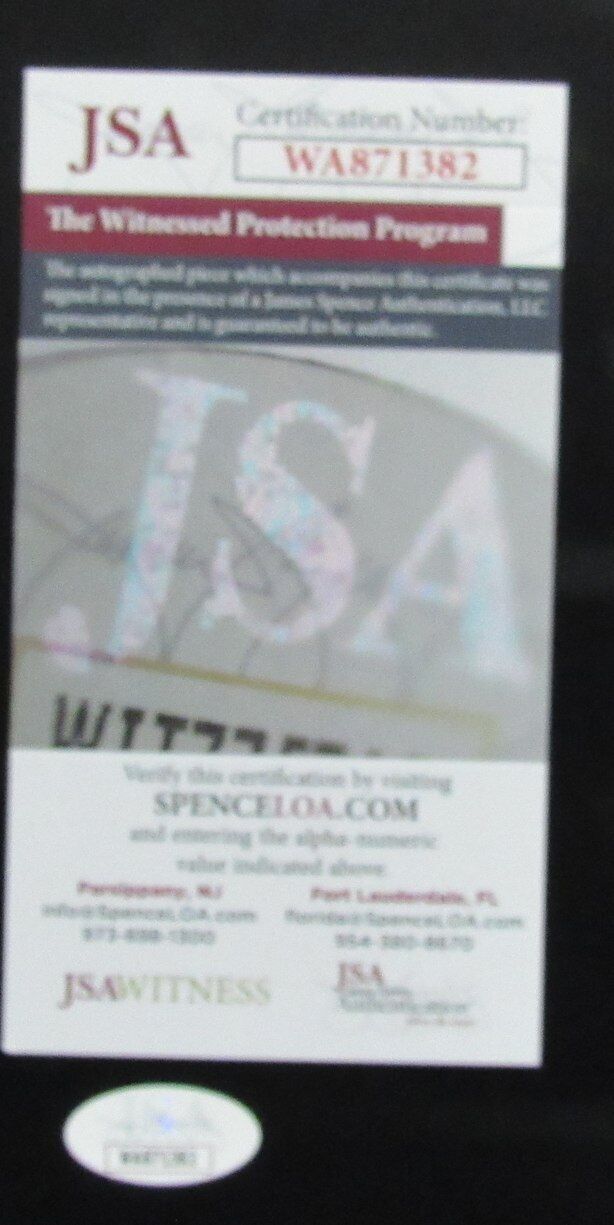 JSA
Certification Number:
WA871382
The Witnessed Protection Program
The autographed piece which accompanies this certificate was
signed in the presence of a James Spence Authentication, LLC
representative and is guaranteed to be authentic.
JSA
Verify this certification by visiting
SPENCELOA.COM
and entering the alpha-numeric
value indicated above
Parsippany, NJ
Fort Lauderdale, FL
info@SpenceLOA.com
florida@SpenceLOA.com
973-898-1300
954-380-8670
JSAWITNESS
JSA
Authentication